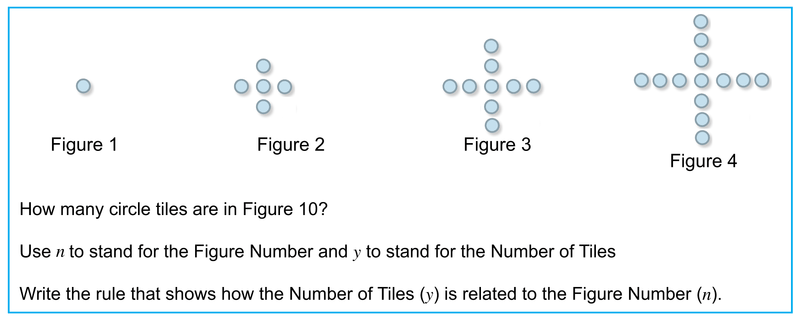 Figure 1
Figure 2
Figure 3
Figure 4
How many circle tiles are in Figure 10?
Use n to stand for the Figure Number and y to stand for the Number of Tiles
Write the rule that shows how the Number of Tiles (y) is related to the Figure Number (n).